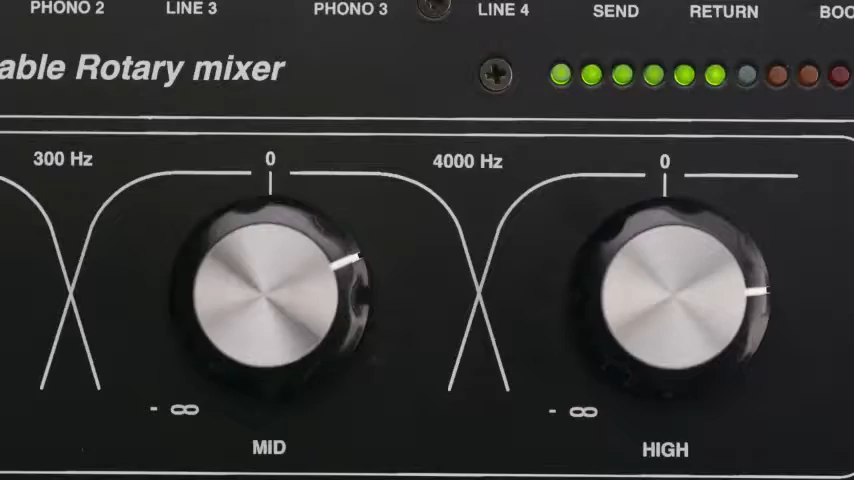 PHONO 2 LINE 3 PHONO 3 LINE 4 SEND RETURN BOO
able Rotary mixer
300 Hz 0 4000 Hz 0
- ∞ - ∞
MID HIGH